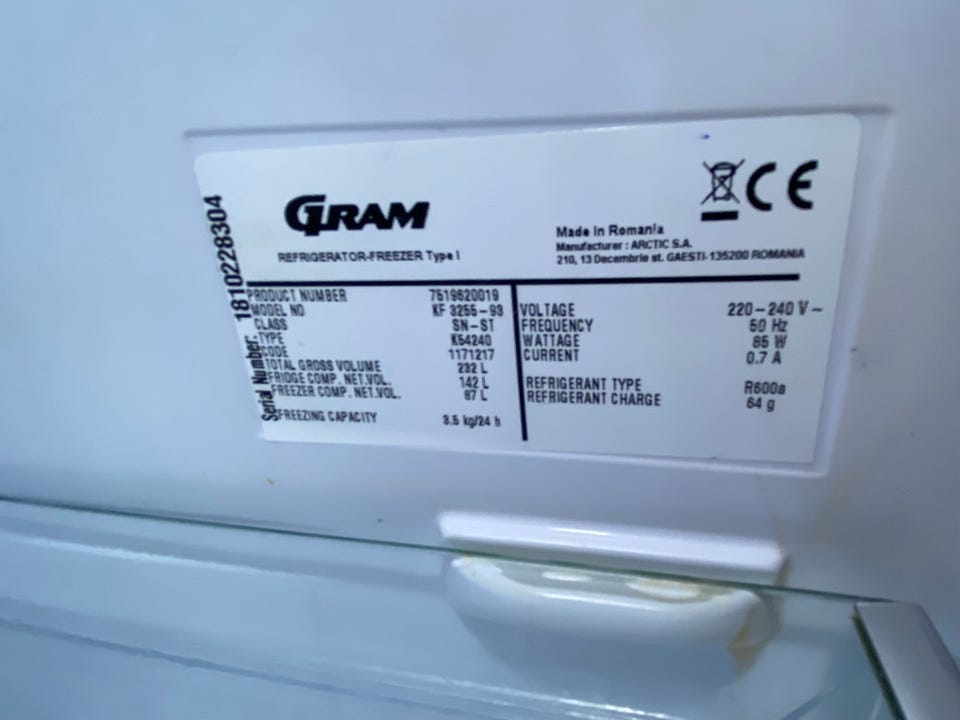 GRAM
REFRIGERATOR-FREEZER Type I
CE
Made In Romania
Manufacturer : ARCTIC S.A.
210, 13 Decembrie st. GAESTI-135200 ROMANIA
Serial Number: 1810228304
PRODUCT NUMBER 7519620019
MODEL NO KF 3255-93
CLASS SN-ST
TYPE K54240
CODE 1171217
TOTAL GROSS VOLUME 232 L
FRIDGE COMP. NET.VOL. 142 L
FREEZER COMP. NET.VOL. 87 L
FREEZING CAPACITY 3.5 kg/24 h
VOLTAGE 220-240 V~
FREQUENCY 50 Hz
WATTAGE 85 W
CURRENT 0.7 A
REFRIGERANT TYPE R600a
REFRIGERANT CHARGE 64 g